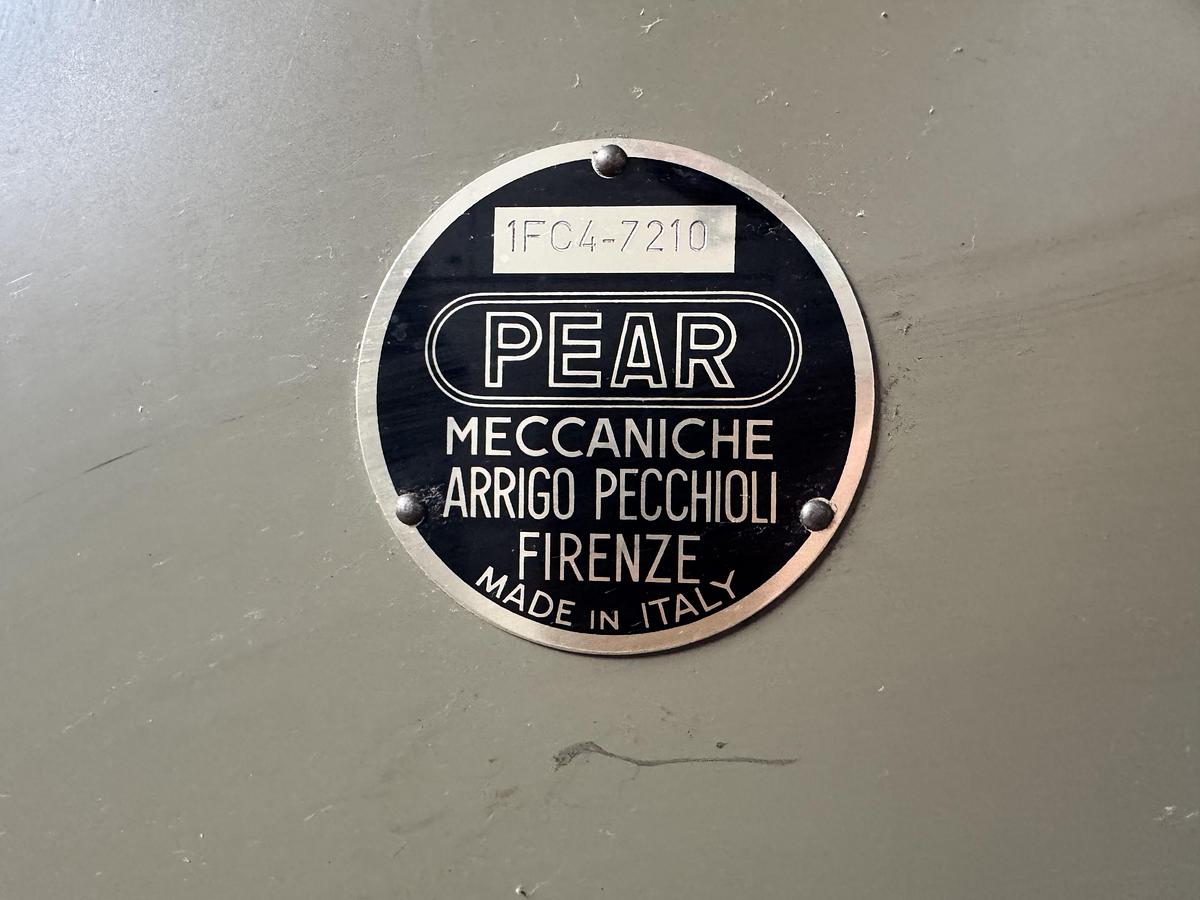 1FC4-7210
PEAR
MECCANICHE
ARRIGO PECCHIOLI
FIRENZE
MADE IN ITALY